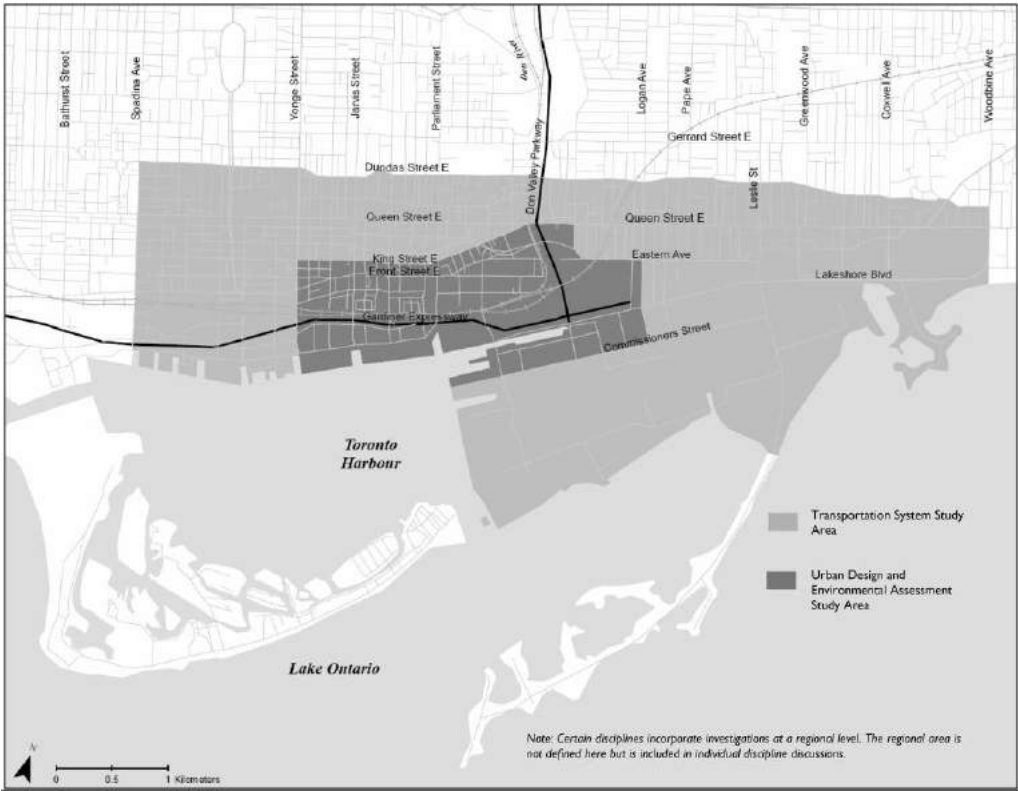 Bathurst Street
Spadina Ave
Yonge Street
Jarvis Street
Parliament Street
Don River
Don Valley Parkway
Logan Ave
Pape Ave
Greenwood Ave
Coxwell Ave
Woodbine Ave
Gerrard Street E
Dundas Street E
Leslie St
Queen Street E
Queen Street E
King Street E
Front Street E
Eastern Ave
Lakeshore Blvd
Gardiner Expressway
Commissioners Street
Toronto
Harbour
Transportation System Study
Area
Urban Design and
Environmental Assessment
Study Area
Lake Ontario
Note: Certain disciplines incorporate investigations at a regional level. The regional area is
not defined here but is included in individual discipline discussions.
N
0 0.5 1 Kilometers